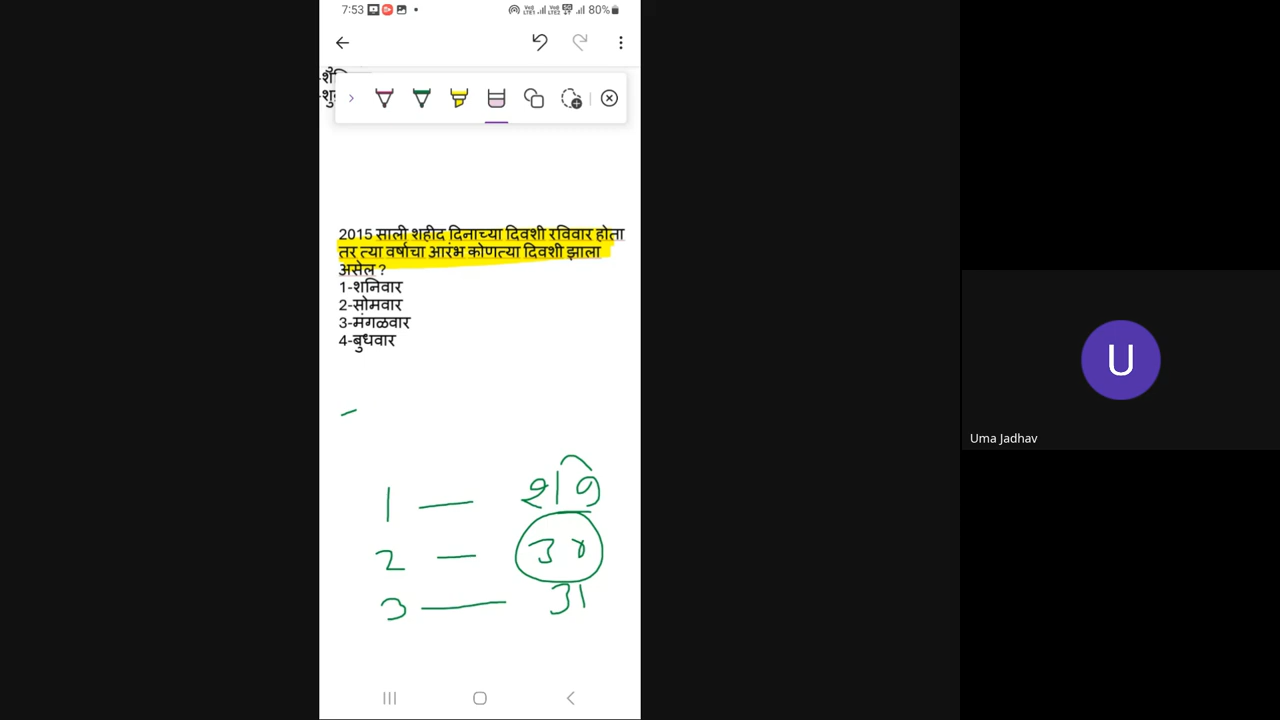 7:53
80%
2015 साली शहीद दिनाच्या दिवशी रविवार होता
तर त्या वर्षाचा आरंभ कोणत्या दिवशी झाला
असेल ?
1-शनिवार
2-सोमवार
3-मंगळवार
4-बुधवार
1 — शनि
2 —
3 —
U
Uma Jadhav